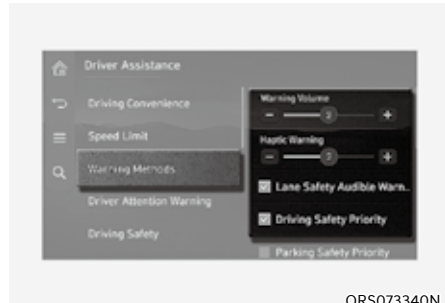 Driver Assistance
Driving Convenience
Speed Limit
Warning Methods
Driver Attention Warning
Driving Safety
Warning Volume
- 2 +
Haptic Warning
- 2 +
Lane Safety Audible Warn..
Driving Safety Priority
Parking Safety Priority
ORS073340N